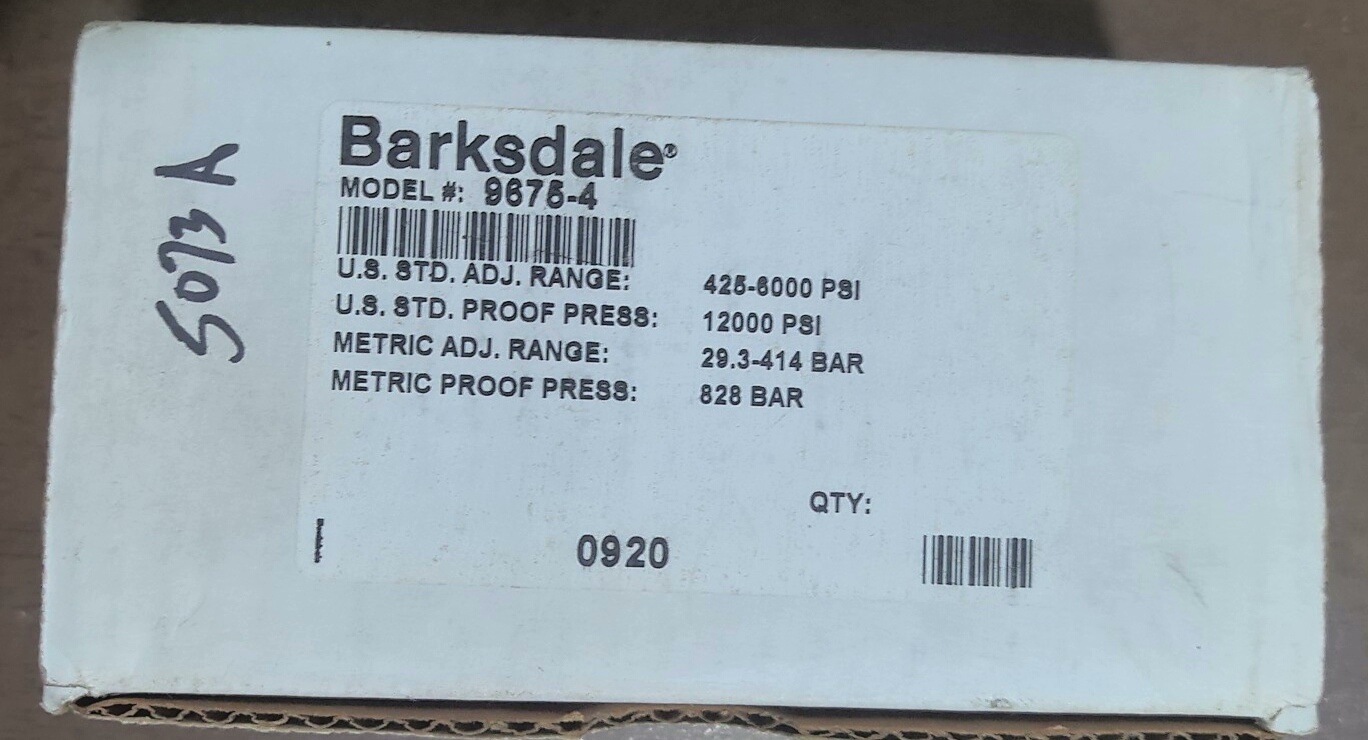 Barksdale®
MODEL #: 9675-4
U.S. STD. ADJ. RANGE: 425-6000 PSI
U.S. STD. PROOF PRESS: 12000 PSI
METRIC ADJ. RANGE: 29.3-414 BAR
METRIC PROOF PRESS: 828 BAR
QTY:
0920
5073 A